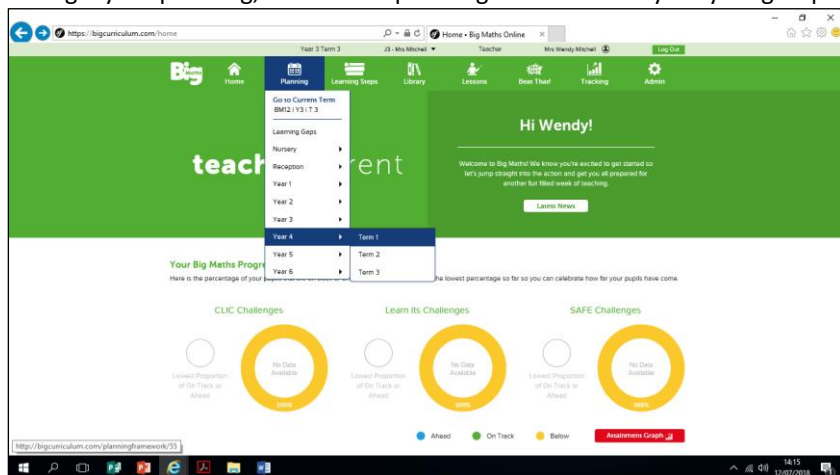 https://bigcurriculum.com/home
Home • Big Maths Online
Year 3 Term 3
J3 - Mrs Mitchell
Teacher
Mrs Wendy Mitchell
Log Out
Big Maths
Home
Planning
Learning Steps
Library
Lessons
Beat That!
Tracking
Admin
Go to Current Term
BM12 | Y3 | T 3
Learning Gaps
Nursery
Reception
Year 1
Year 2
Year 3
Year 4
Year 5
Year 6
Term 1
Term 2
Term 3
Hi Wendy!
Welcome to Big Maths! We know you're excited to get started so
let's jump straight into the action and get you all prepared for
another fun filled week of teaching.
Latest News
Your Big Maths Progre
Here is the percentage of your
the lowest percentage so far so you can celebrate how far your pupils have come.
CLIC Challenges
Learn Its Challenges
SAFE Challenges
Lowest Proportion
of On Track or
Ahead
No Data
Available
100%
Lowest Proportion
of On Track or
Ahead
No Data
Available
100%
Lowest Proportion
of On Track or
Ahead
No Data
Available
100%
Ahead
On Track
Below
Attainment Graph
http://bigcurriculum.com/planningframework/35
14:15
12/07/2018